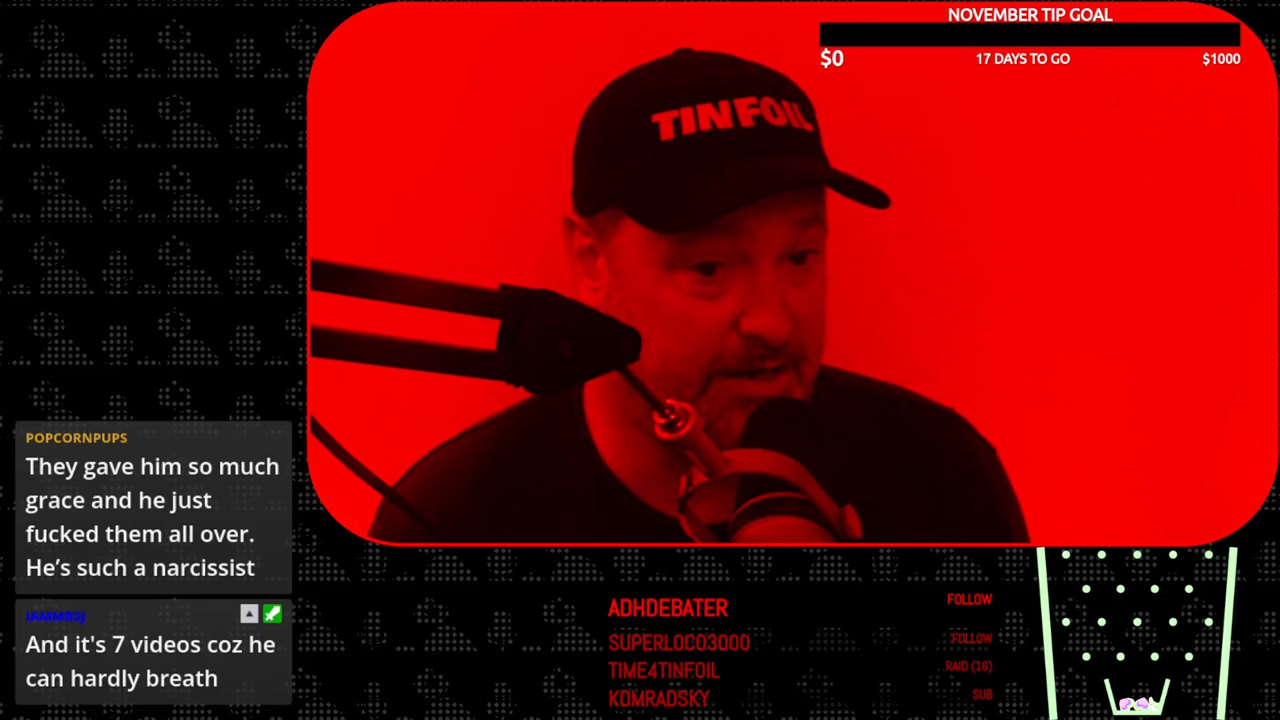 NOVEMBER TIP GOAL
$0
17 DAYS TO GO
$1000
TINFOIL
POPCORNPUPS
They gave him so much
grace and he just
fucked them all over.
He's such a narcissist
IAMMRSJ
And it's 7 videos coz he
can hardly breath
ADHDEBATER FOLLOW
SUPERLOCO3000 FOLLOW
TIME4TINFOIL RAID (18)
KOMRADSKY SUB